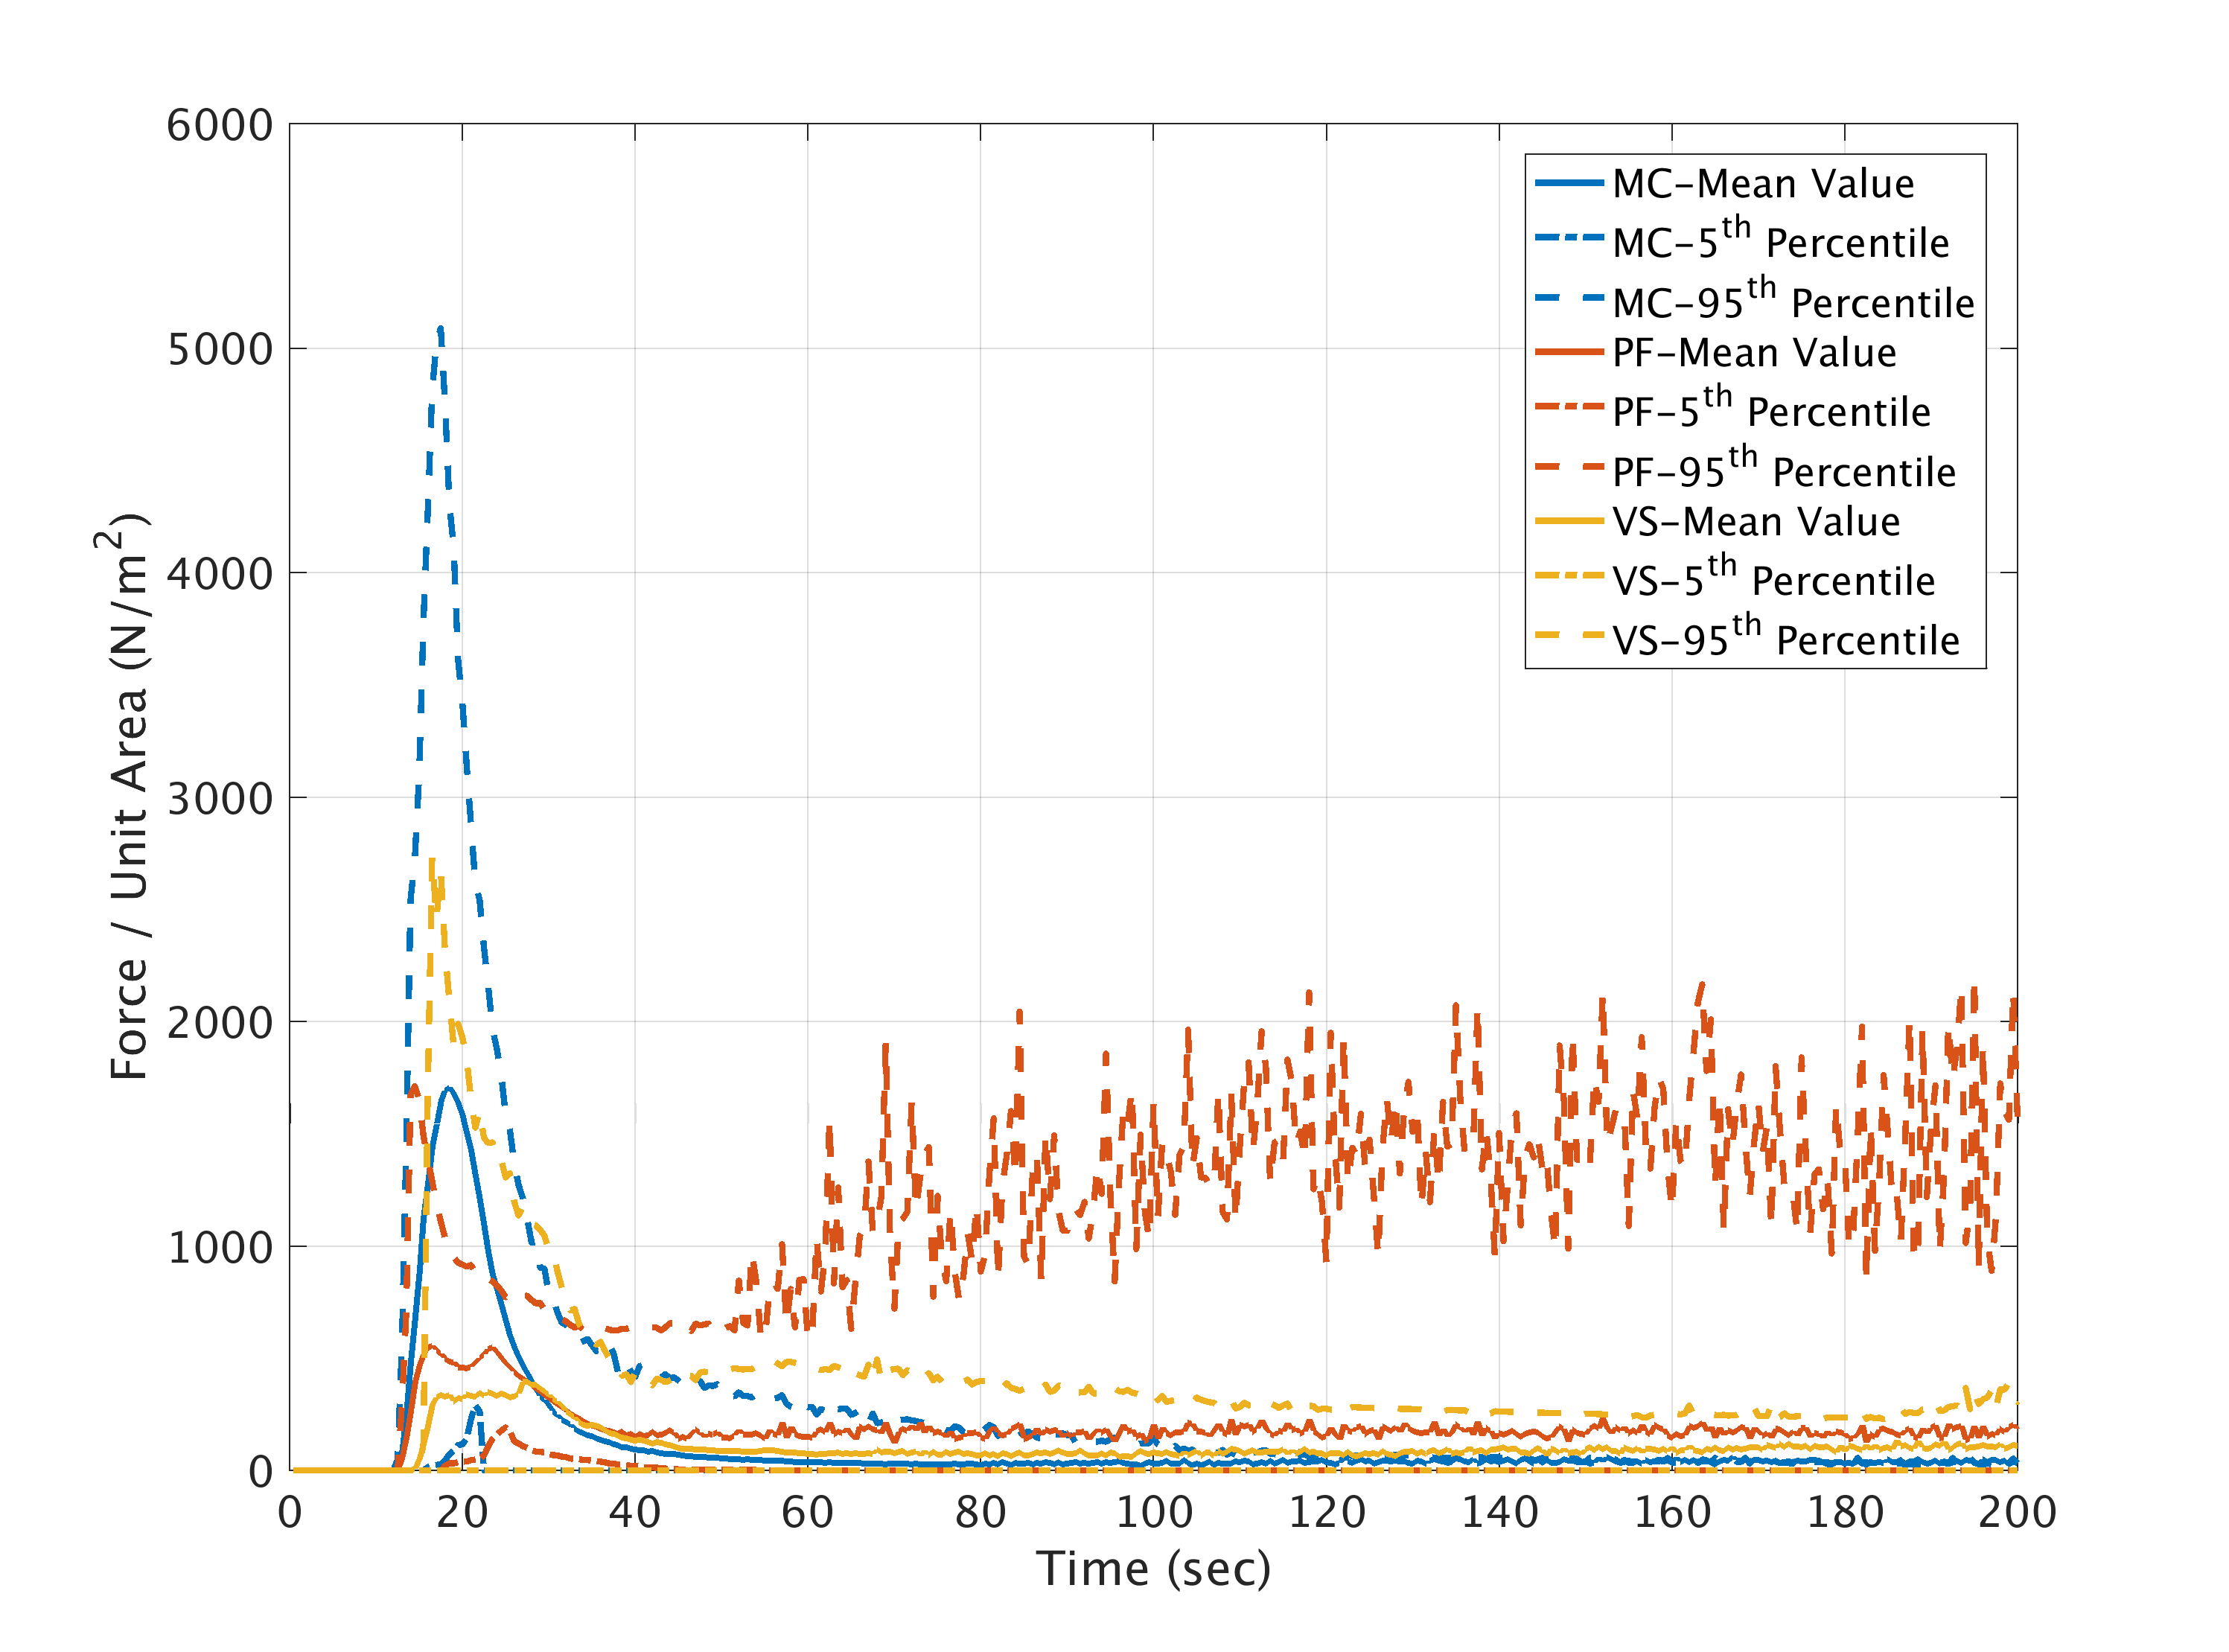 6000
5000
4000
3000
2000
1000
0
Force / Unit Area (N/m²)
MC–Mean Value
MC–5ᵗʰ Percentile
MC–95ᵗʰ Percentile
PF–Mean Value
PF–5ᵗʰ Percentile
PF–95ᵗʰ Percentile
VS–Mean Value
VS–5ᵗʰ Percentile
VS–95ᵗʰ Percentile
0 20 40 60 80 100 120 140 160 180 200
Time (sec)